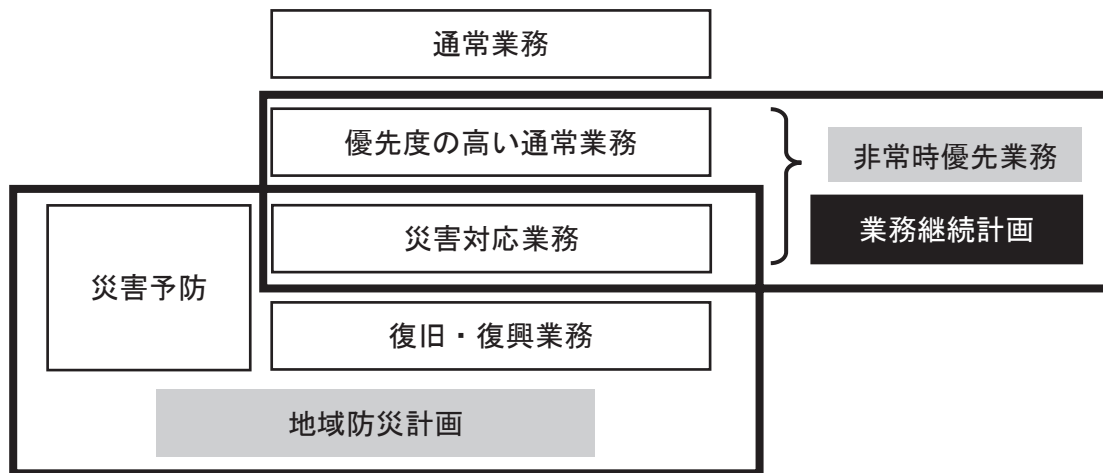 通常業務
優先度の高い通常業務
非常時優先業務
災害対応業務
業務継続計画
災害予防
復旧・復興業務
地域防災計画